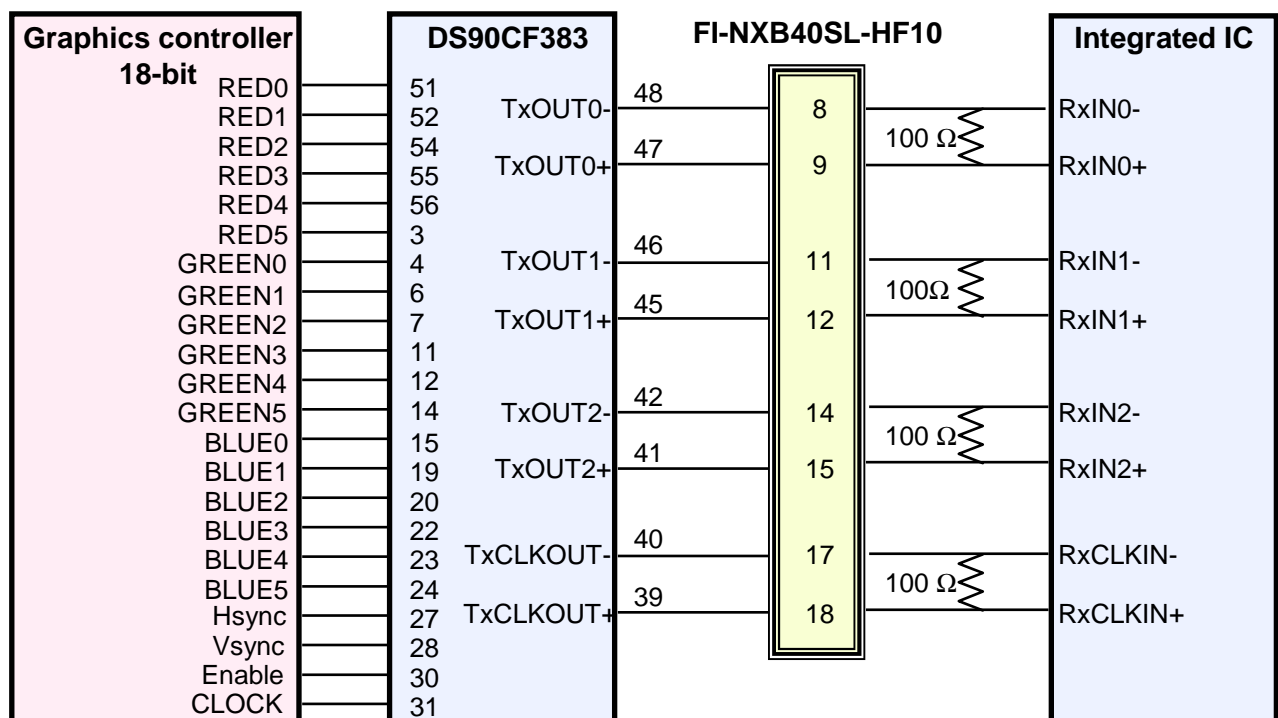 Graphics controller
18-bit
RED0
RED1
RED2
RED3
RED4
RED5
GREEN0
GREEN1
GREEN2
GREEN3
GREEN4
GREEN5
BLUE0
BLUE1
BLUE2
BLUE3
BLUE4
BLUE5
Hsync
Vsync
Enable
CLOCK
DS90CF383
51
52
54
55
56
3
4
6
7
11
12
14
15
19
20
22
23
24
27
28
30
31
TxOUT0-
TxOUT0+
TxOUT1-
TxOUT1+
TxOUT2-
TxOUT2+
TxCLKOUT-
TxCLKOUT+
48
47
46
45
42
41
40
39
FI-NXB40SL-HF10
8
9
11
12
14
15
17
18
100 Ω
100Ω
100 Ω
100 Ω
Integrated IC
RxIN0-
RxIN0+
RxIN1-
RxIN1+
RxIN2-
RxIN2+
RxCLKIN-
RxCLKIN+